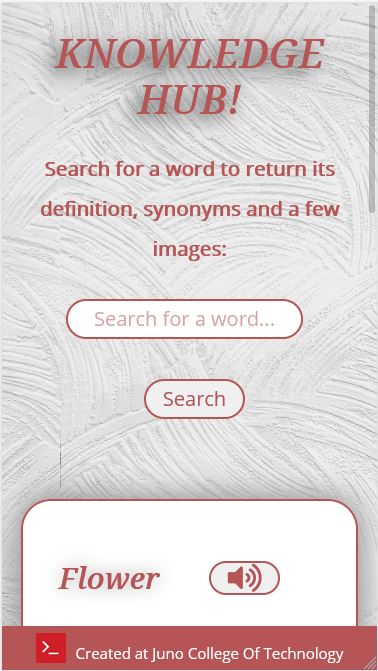 KNOWLEDGE
HUB!
Search for a word to return its
definition, synonyms and a few
images:
Search for a word...
Search
Flower
Created at Juno College Of Technology